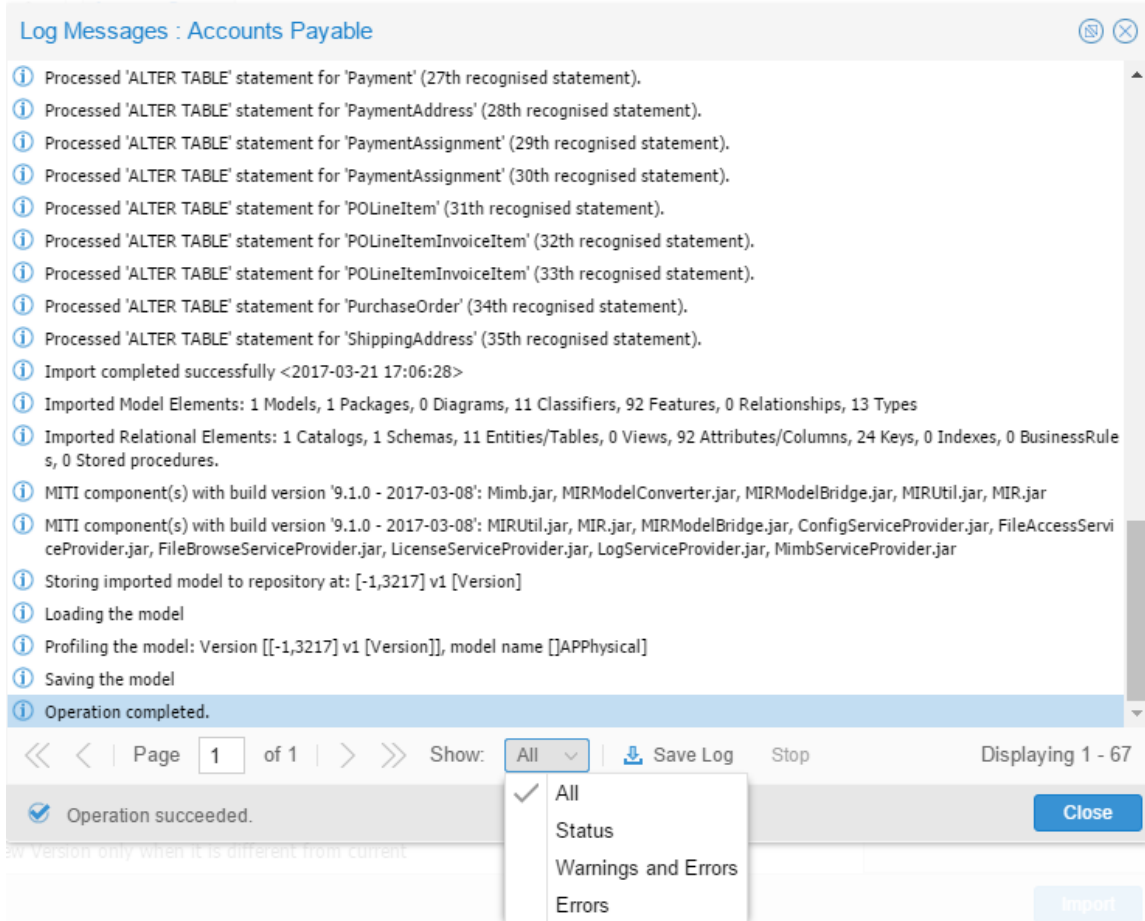 Log Messages : Accounts Payable
Processed 'ALTER TABLE' statement for 'Payment' (27th recognised statement).
Processed 'ALTER TABLE' statement for 'PaymentAddress' (28th recognised statement).
Processed 'ALTER TABLE' statement for 'PaymentAssignment' (29th recognised statement).
Processed 'ALTER TABLE' statement for 'PaymentAssignment' (30th recognised statement).
Processed 'ALTER TABLE' statement for 'POLineItem' (31th recognised statement).
Processed 'ALTER TABLE' statement for 'POLineItemInvoiceItem' (32th recognised statement).
Processed 'ALTER TABLE' statement for 'POLineItemInvoiceItem' (33th recognised statement).
Processed 'ALTER TABLE' statement for 'PurchaseOrder' (34th recognised statement).
Processed 'ALTER TABLE' statement for 'ShippingAddress' (35th recognised statement).
Import completed successfully <2017-03-21 17:06:28>
Imported Model Elements: 1 Models, 1 Packages, 0 Diagrams, 11 Classifiers, 92 Features, 0 Relationships, 13 Types
Imported Relational Elements: 1 Catalogs, 1 Schemas, 11 Entities/Tables, 0 Views, 92 Attributes/Columns, 24 Keys, 0 Indexes, 0 BusinessRule
s, 0 Stored procedures.
MITI component(s) with build version '9.1.0 - 2017-03-08': Mimb.jar, MIRModelConverter.jar, MIRModelBridge.jar, MIRUtil.jar, MIR.jar
MITI component(s) with build version '9.1.0 - 2017-03-08': MIRUtil.jar, MIR.jar, MIRModelBridge.jar, ConfigServiceProvider.jar, FileAccessServi
ceProvider.jar, FileBrowseServiceProvider.jar, LicenseServiceProvider.jar, LogServiceProvider.jar, MimbServiceProvider.jar
Storing imported model to repository at: [-1,3217] v1 [Version]
Loading the model
Profiling the model: Version [[-1,3217] v1 [Version]], model name []APPhysical]
Saving the model
Operation completed.
Page 1 of 1 Show: All Save Log Stop Displaying 1 - 67
All
Operation succeeded. Close
Status
ew Version only when it is different from current
Warnings and Errors
Errors
Import